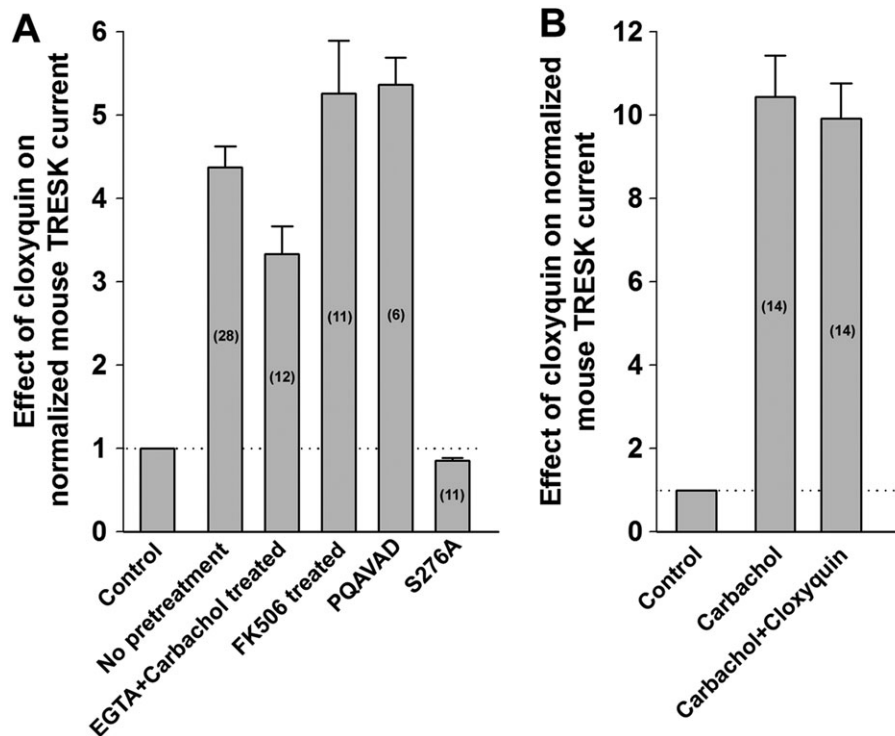 A
Effect of cloxyquin on
normalized mouse TRESK current
6
5
4
3
2
1
0
(28)
(12)
(11)
(6)
(11)
Control
No pretreatment
EGTA+Carbachol treated
FK506 treated
PQAVAD
S276A
B
Effect of cloxyquin on normalized
mouse TRESK current
12
10
8
6
4
2
0
(14)
(14)
Control
Carbachol
Carbachol+Cloxyquin